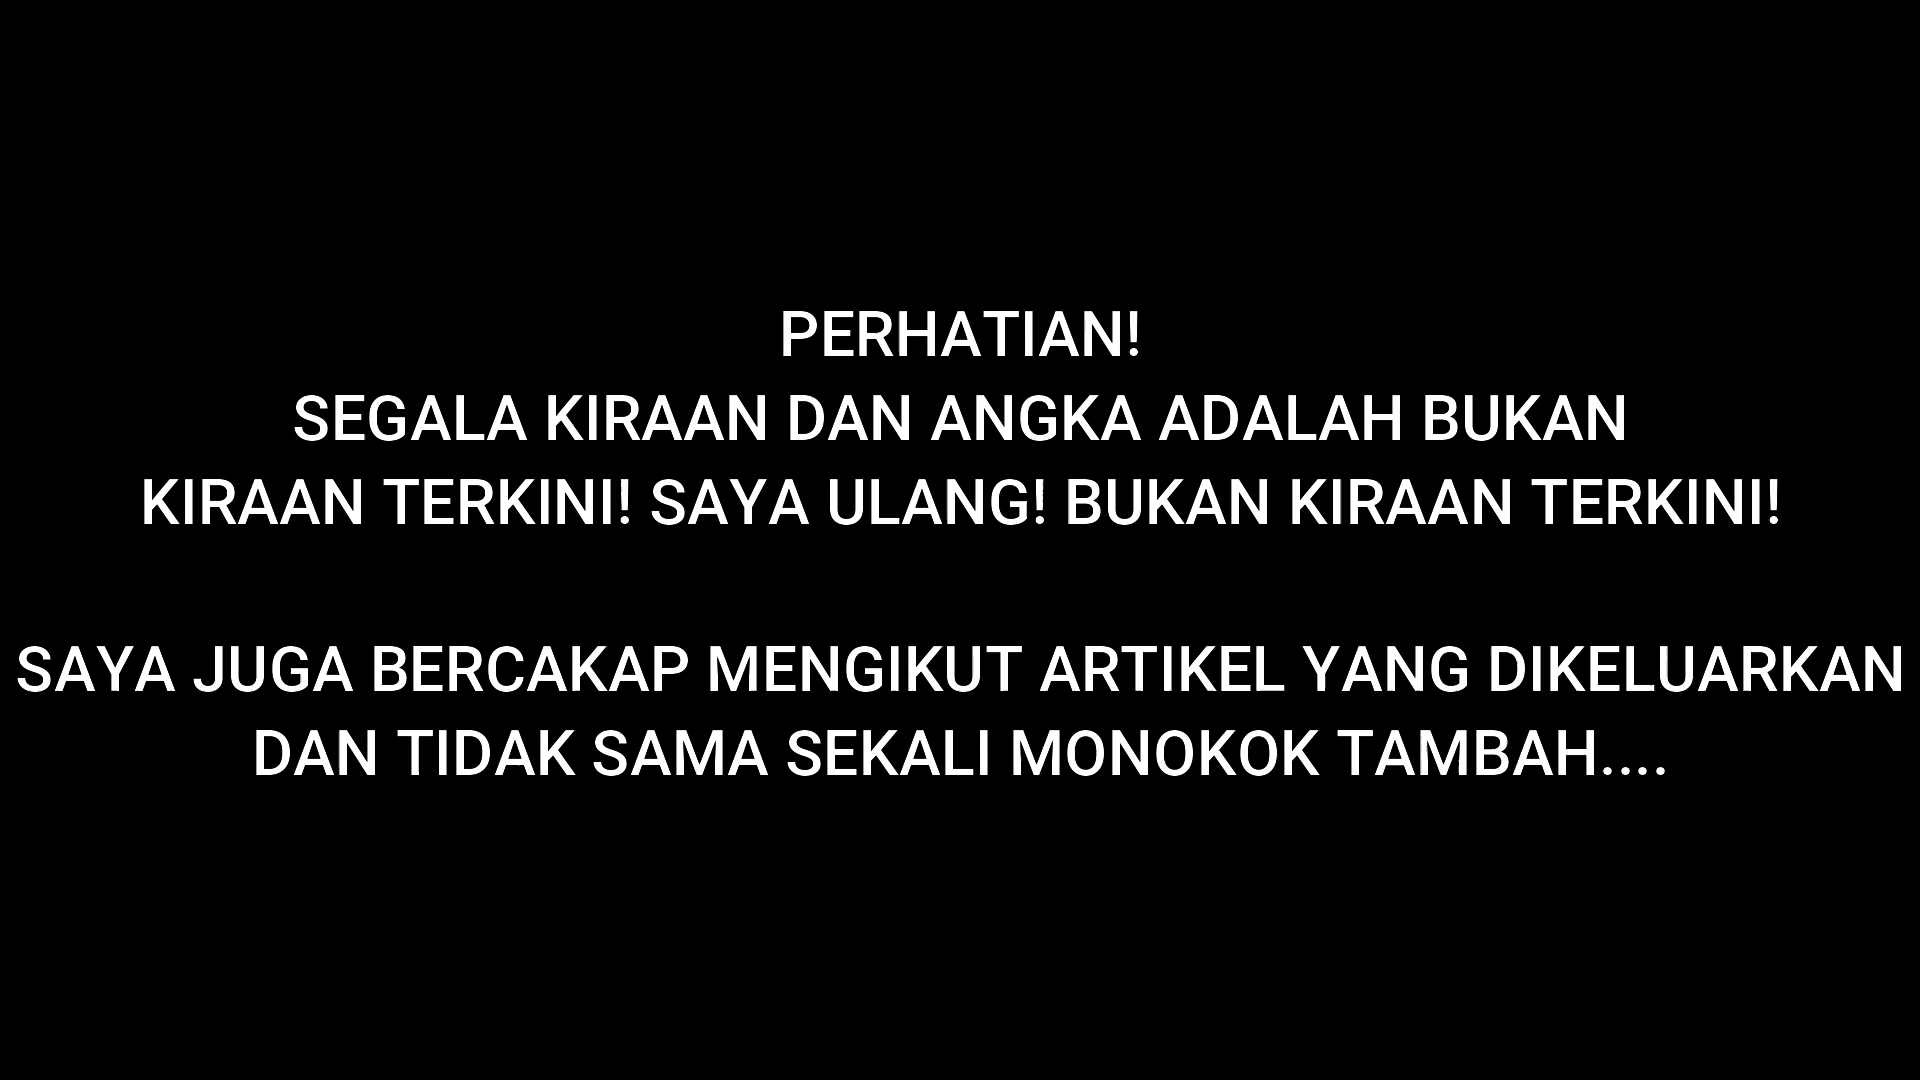 PERHATIAN!
SEGALA KIRAAN DAN ANGKA ADALAH BUKAN
KIRAAN TERKINI! SAYA ULANG! BUKAN KIRAAN TERKINI!
SAYA JUGA BERCAKAP MENGIKUT ARTIKEL YANG DIKELUARKAN
DAN TIDAK SAMA SEKALI MONOKOK TAMBAH....